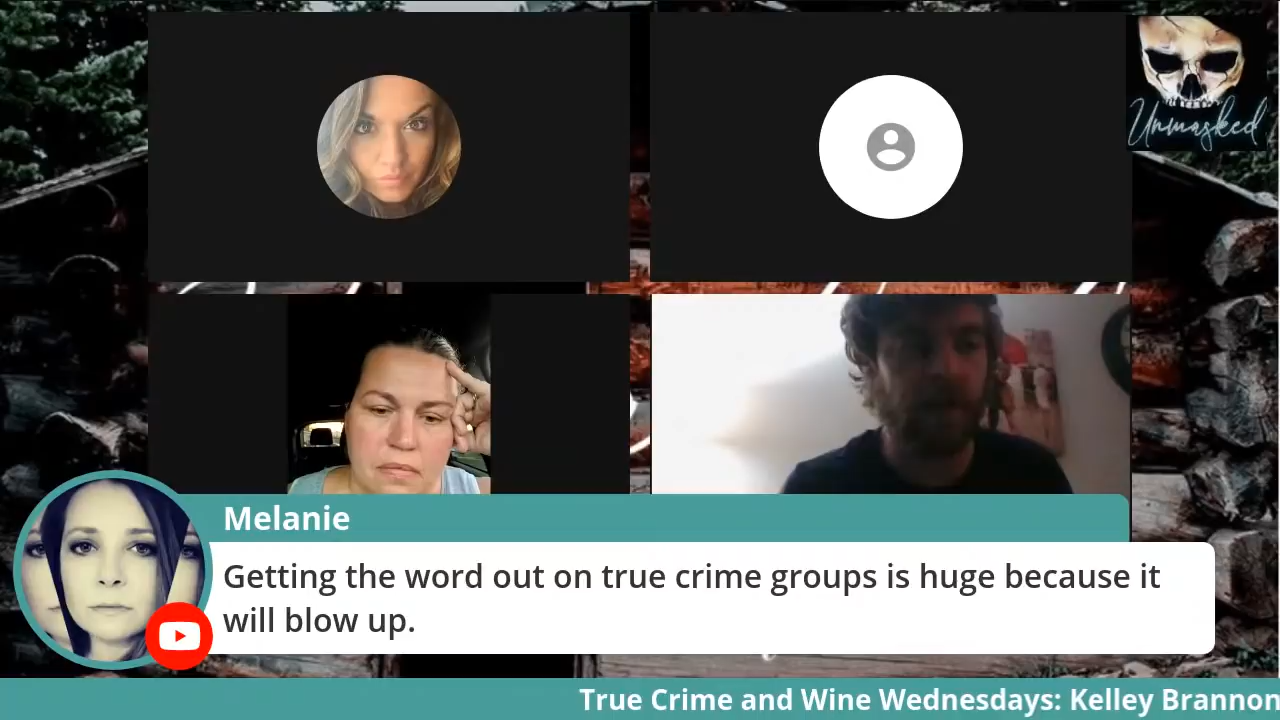 Unmasked
Melanie
Getting the word out on true crime groups is huge because it
will blow up.
True Crime and Wine Wednesdays: Kelley Brannon